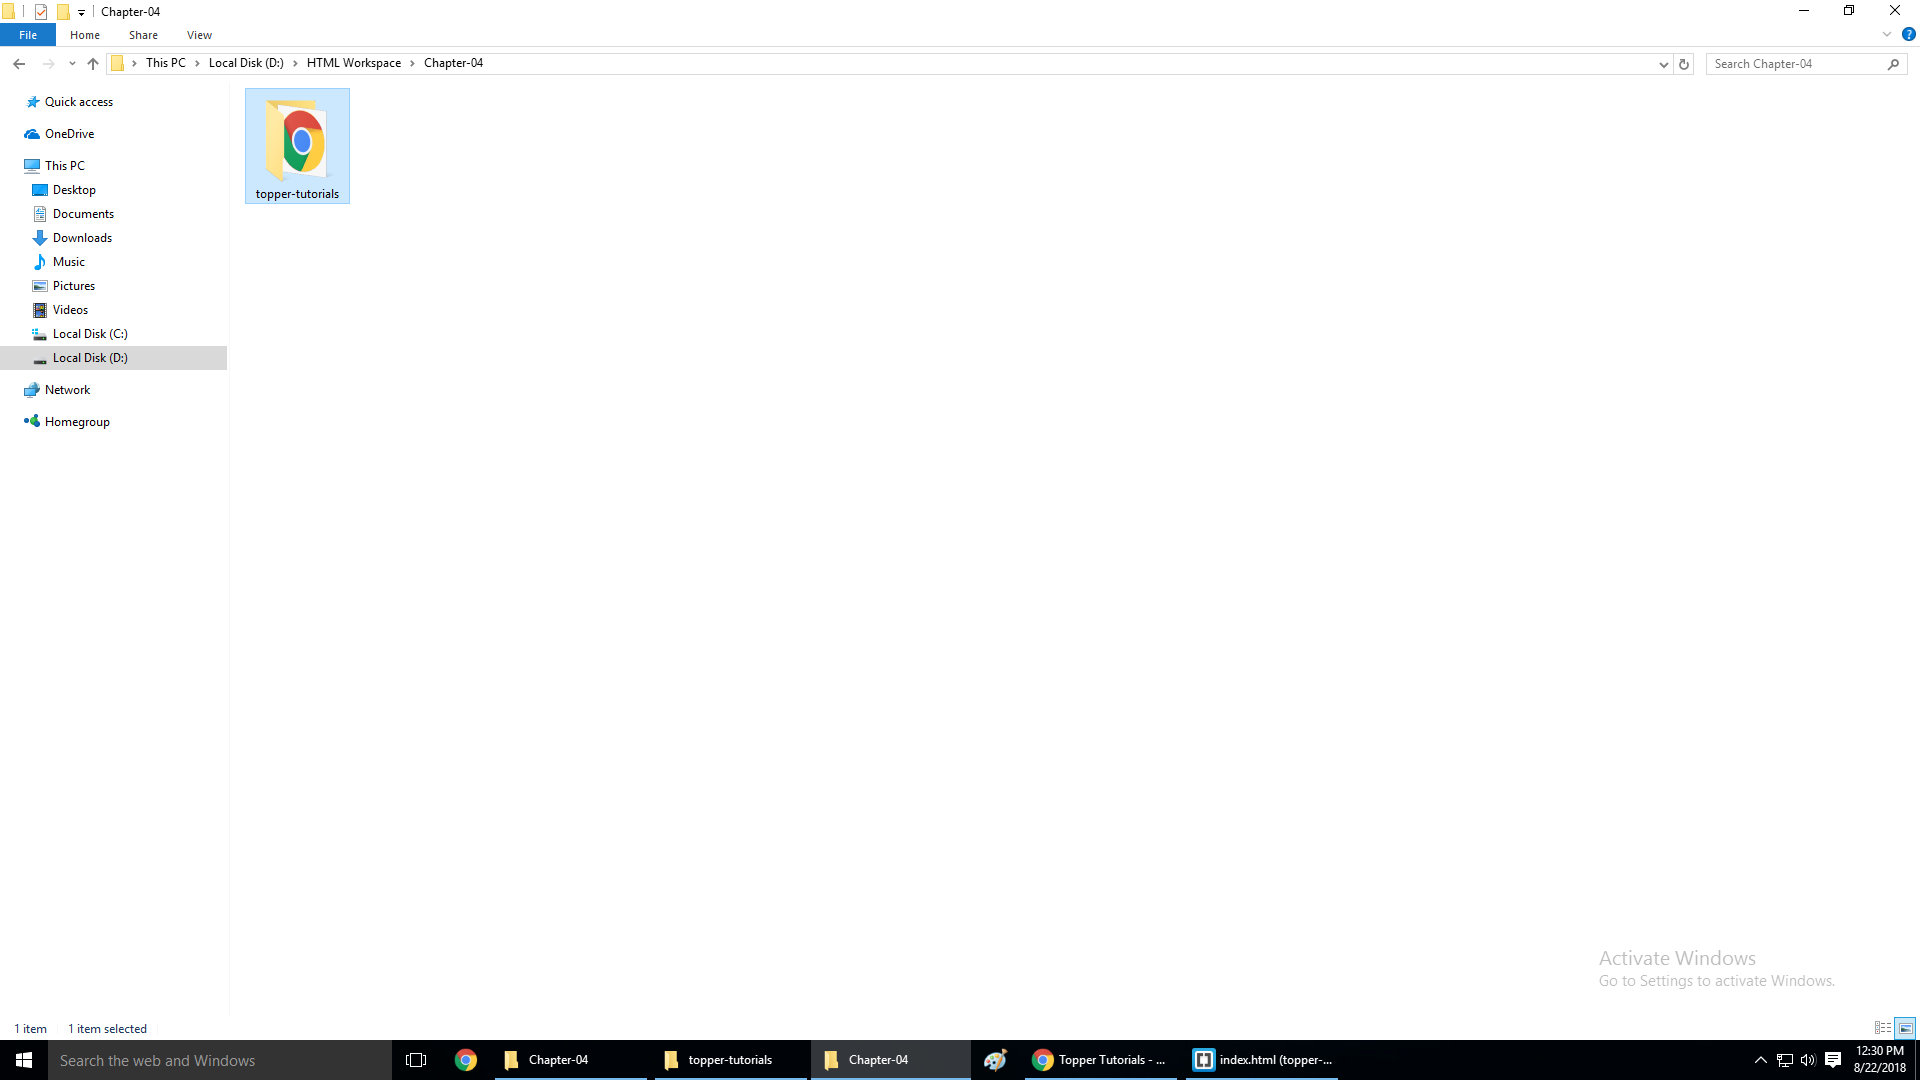 Chapter-04
File Home Share View
This PC Local Disk (D:) HTML Workspace Chapter-04
Search Chapter-04
Quick access
OneDrive
This PC
Desktop
Documents
Downloads
Music
Pictures
Videos
Local Disk (C:)
Local Disk (D:)
Network
Homegroup
topper-tutorials
Activate Windows
Go to Settings to activate Windows.
1 item 1 item selected
Search the web and Windows
Chapter-04
topper-tutorials
Chapter-04
Topper Tutorials - ...
index.html (topper-...
12:30 PM
8/22/2018